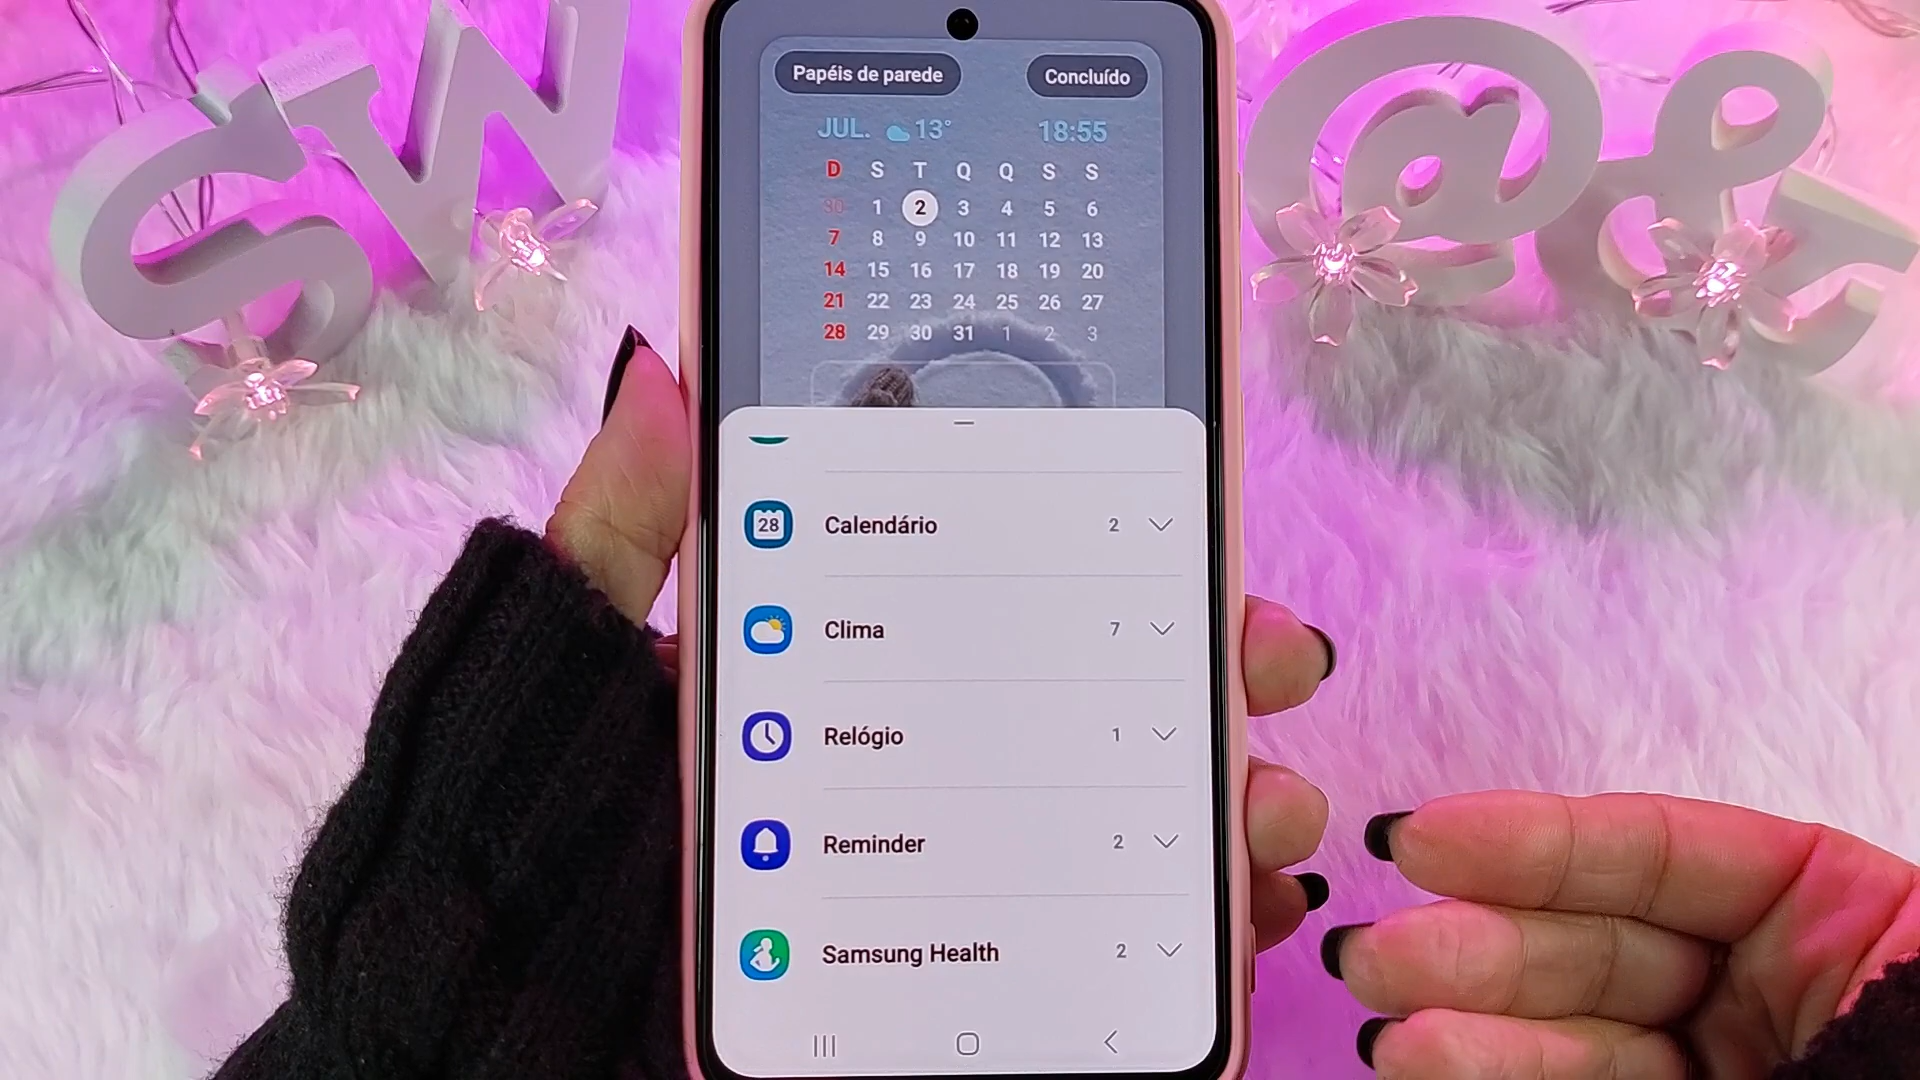 SW
@&
Papéis de parede Concluído
JUL. 13° 18:55
D S T Q Q S S
30 1 2 3 4 5 6
7 8 9 10 11 12 13
14 15 16 17 18 19 20
21 22 23 24 25 26 27
28 29 30 31 1 2 3
28 Calendário 2
Clima 7
Relógio 1
Reminder 2
Samsung Health 2